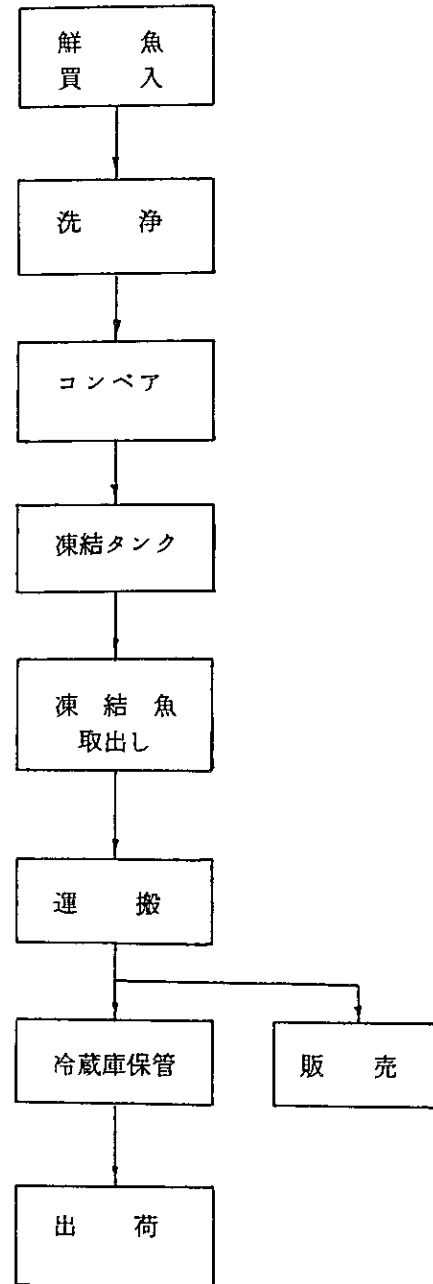 鮮魚
買入
洗浄
コンベア
凍結タンク
凍結魚
取出し
運搬
冷蔵庫保管
販売
出荷